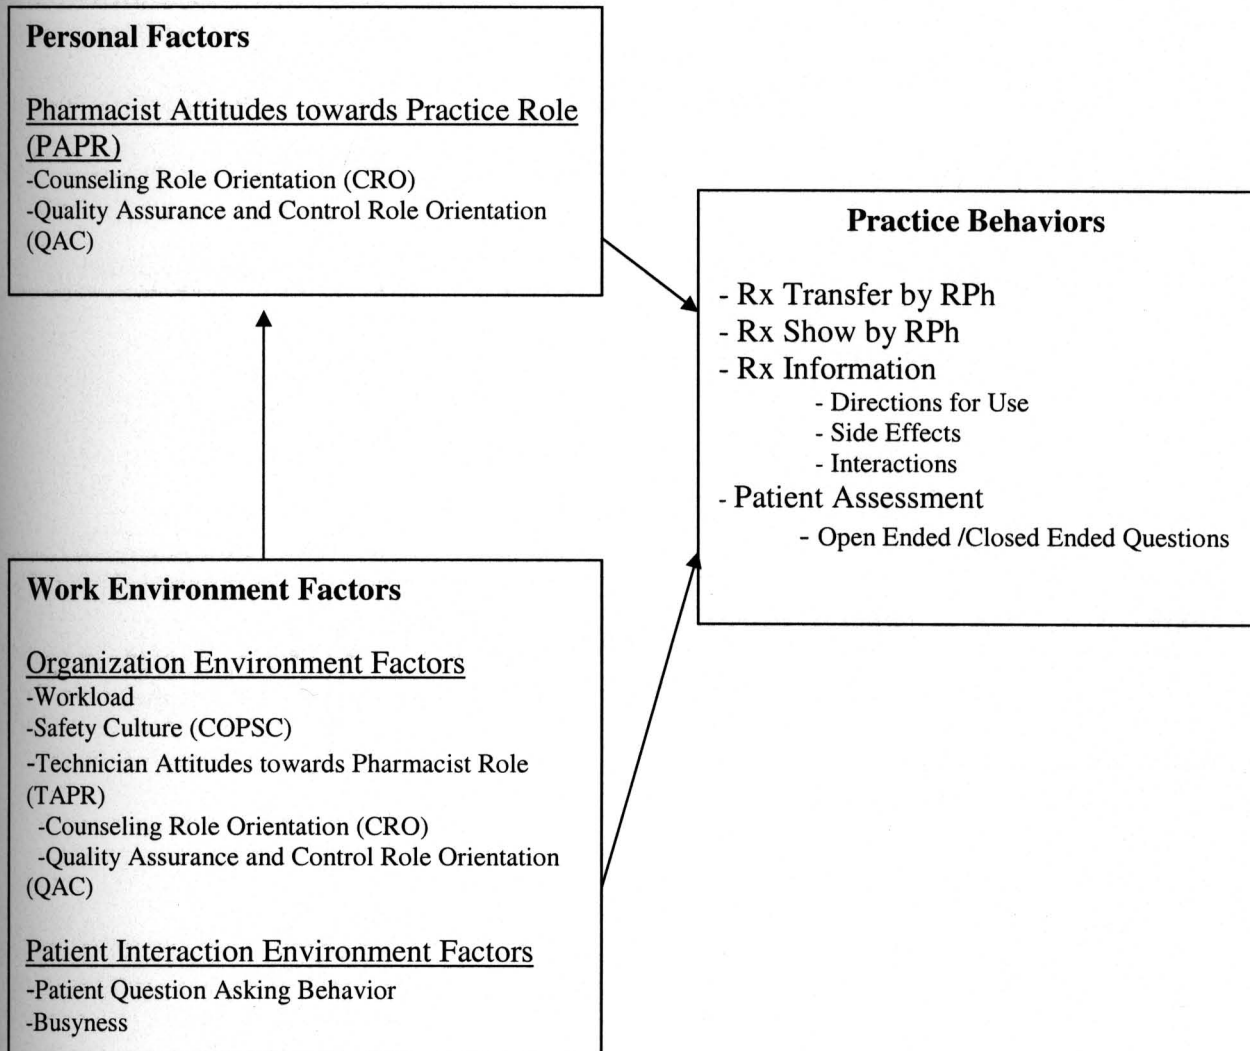 Personal Factors
Pharmacist Attitudes towards Practice Role
(PAPR)
-Counseling Role Orientation (CRO)
-Quality Assurance and Control Role Orientation
(QAC)
Practice Behaviors
- Rx Transfer by RPh
- Rx Show by RPh
- Rx Information
- Directions for Use
- Side Effects
- Interactions
- Patient Assessment
- Open Ended /Closed Ended Questions
Work Environment Factors
Organization Environment Factors
-Workload
-Safety Culture (COPSC)
-Technician Attitudes towards Pharmacist Role
(TAPR)
-Counseling Role Orientation (CRO)
-Quality Assurance and Control Role Orientation
(QAC)
Patient Interaction Environment Factors
-Patient Question Asking Behavior
-Busyness